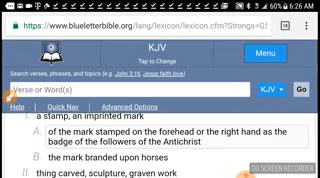 60% 6:26 AM
https://www.blueletterbible.org/lang/lexicon/lexicon.cfm?Strongs=G5
18
KJV
Tap to Change
Menu
Search verses, phrases, and topics (e.g. John 3:16, Jesus faith love)
Verse or Word(s)
KJV
Go
Help | Quick Nav | Advanced Options
I. a stamp, an imprinted mark
A. of the mark stamped on the forehead or the right hand as the
badge of the followers of the Antichrist
B. the mark branded upon horses
II. thing carved, sculpture, graven work
DU SCREEN RECORDER